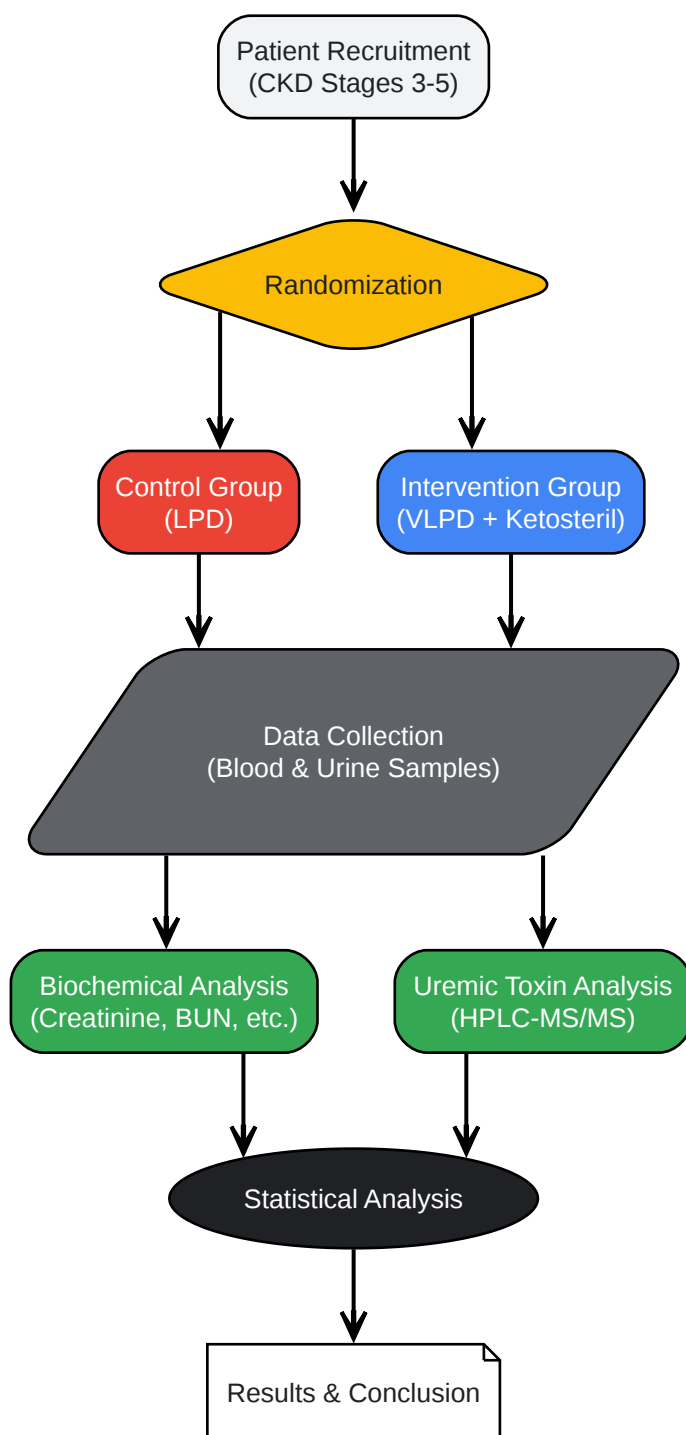 Patient Recruitment
(CKD Stages 3-5)
Randomization
Control Group
(LPD)
Intervention Group
(VLPD + Ketosteril)
Data Collection
(Blood & Urine Samples)
Biochemical Analysis
(Creatinine, BUN, etc.)
Uremic Toxin Analysis
(HPLC-MS/MS)
Statistical Analysis
Results & Conclusion